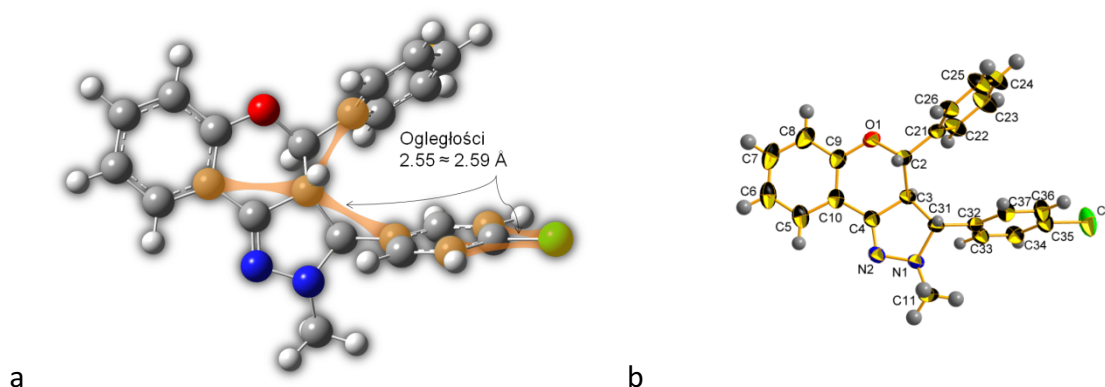 Ogległości
2.55 ≈ 2.59 Å
a
C25
C24
C26
C23
O1
C21
C22
C8
C9
C2
C7
C3
C37
C36
C6
C31
C32
C5
C10
C4
C33
C34
C35
C
N2
N1
C11
b